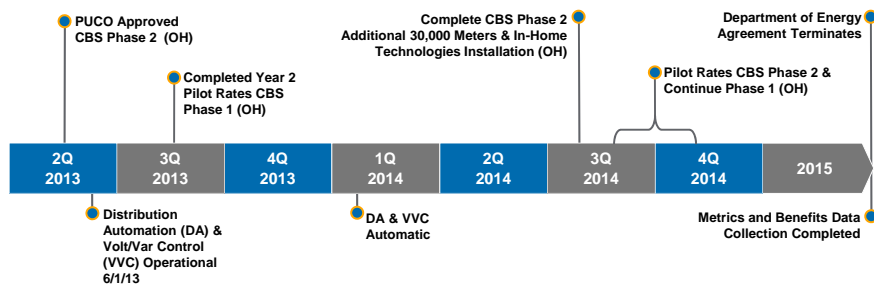 PUCO Approved
CBS Phase 2 (OH)
Completed Year 2
Pilot Rates CBS
Phase 1 (OH)
Complete CBS Phase 2
Additional 30,000 Meters & In-Home
Technologies Installation (OH)
Pilot Rates CBS Phase 2 &
Continue Phase 1 (OH)
Department of Energy
Agreement Terminates
2Q
2013
3Q
2013
4Q
2013
1Q
2014
2Q
2014
3Q
2014
4Q
2014
2015
Distribution
Automation (DA) &
Volt/Var Control
(VVC) Operational
6/1/13
DA & VVC
Automatic
Metrics and Benefits Data
Collection Completed